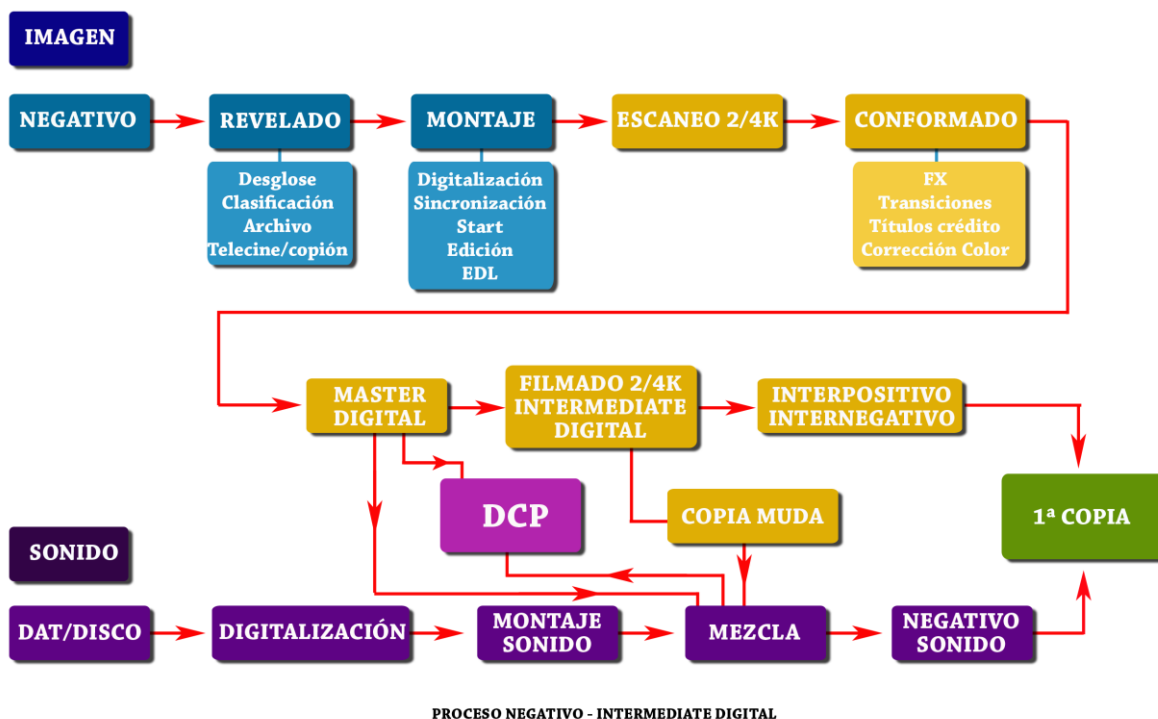 IMAGEN
NEGATIVO
REVELADO
MONTAJE
ESCANEO 2/4K
CONFORMADO
Desglose
Clasificación
Archivo
Telecine/copión
Digitalización
Sincronización
Start
Edición
EDL
FX
Transiciones
Títulos crédito
Corrección Color
MASTER
DIGITAL
FILMADO 2/4K
INTERMEDIATE
DIGITAL
INTERPOSITIVO
INTERNEGATIVO
DCP
COPIA MUDA
1ª COPIA
SONIDO
DAT/DISCO
DIGITALIZACIÓN
MONTAJE
SONIDO
MEZCLA
NEGATIVO
SONIDO
PROCESO NEGATIVO - INTERMEDIATE DIGITAL